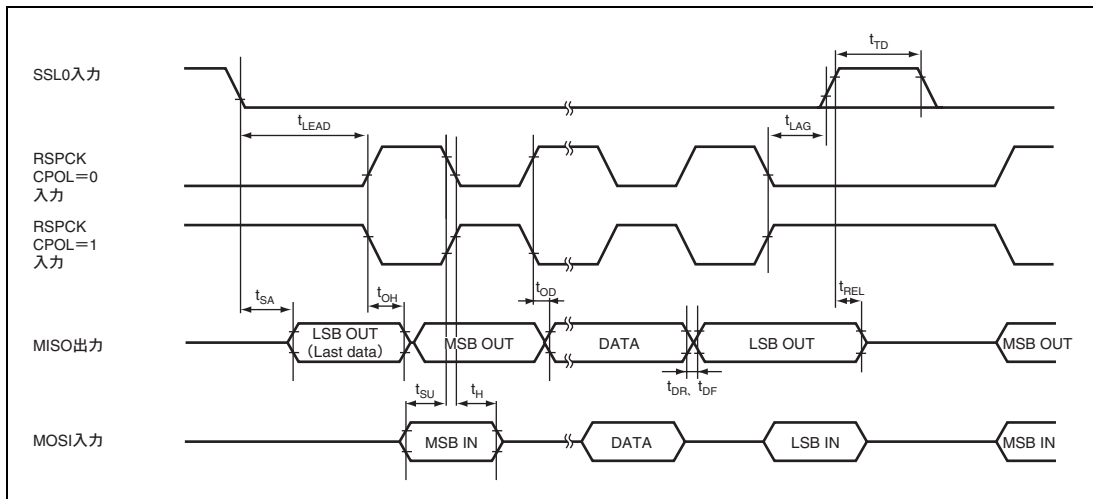 SSL0入力
tTD
tLEAD
tLAG
RSPCK
CPOL=0
入力
RSPCK
CPOL=1
入力
tSA
tOH
tOD
tREL
MISO出力
LSB OUT
(Last data)
MSB OUT
DATA
LSB OUT
MSB OUT
tSU
tH
tDR、tDF
MOSI入力
MSB IN
DATA
LSB IN
MSB IN